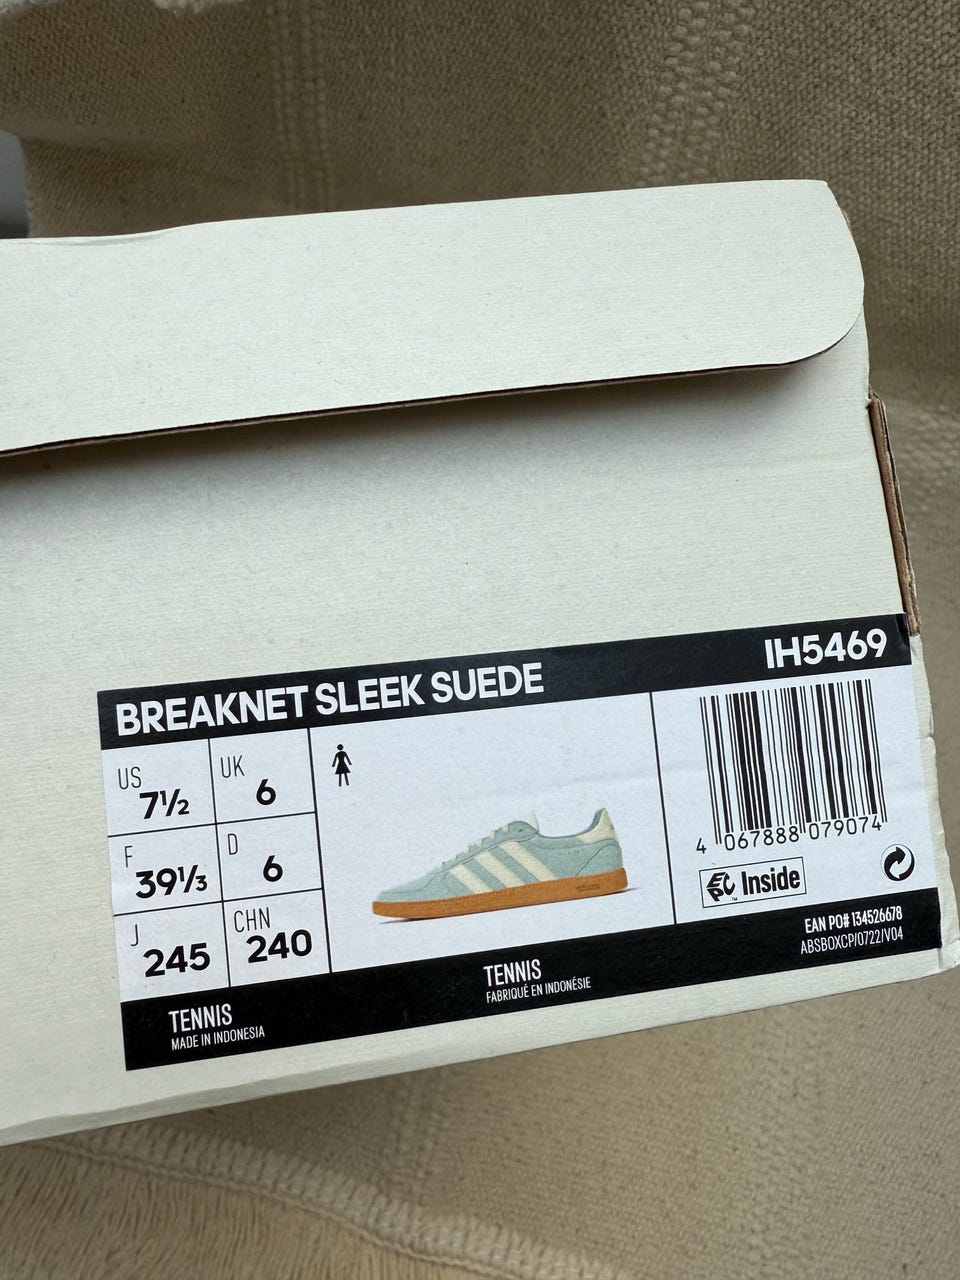 BREAKNET SLEEK SUEDE
IH5469
US 7½
UK 6
F 39⅓
D 6
J 245
CHN 240
4 067888 079074
EPC™ Inside
EAN PO# 134526678
ABSBOXCP/0722/V04
TENNIS
FABRIQUÉ EN INDONÉSIE
TENNIS
MADE IN INDONESIA